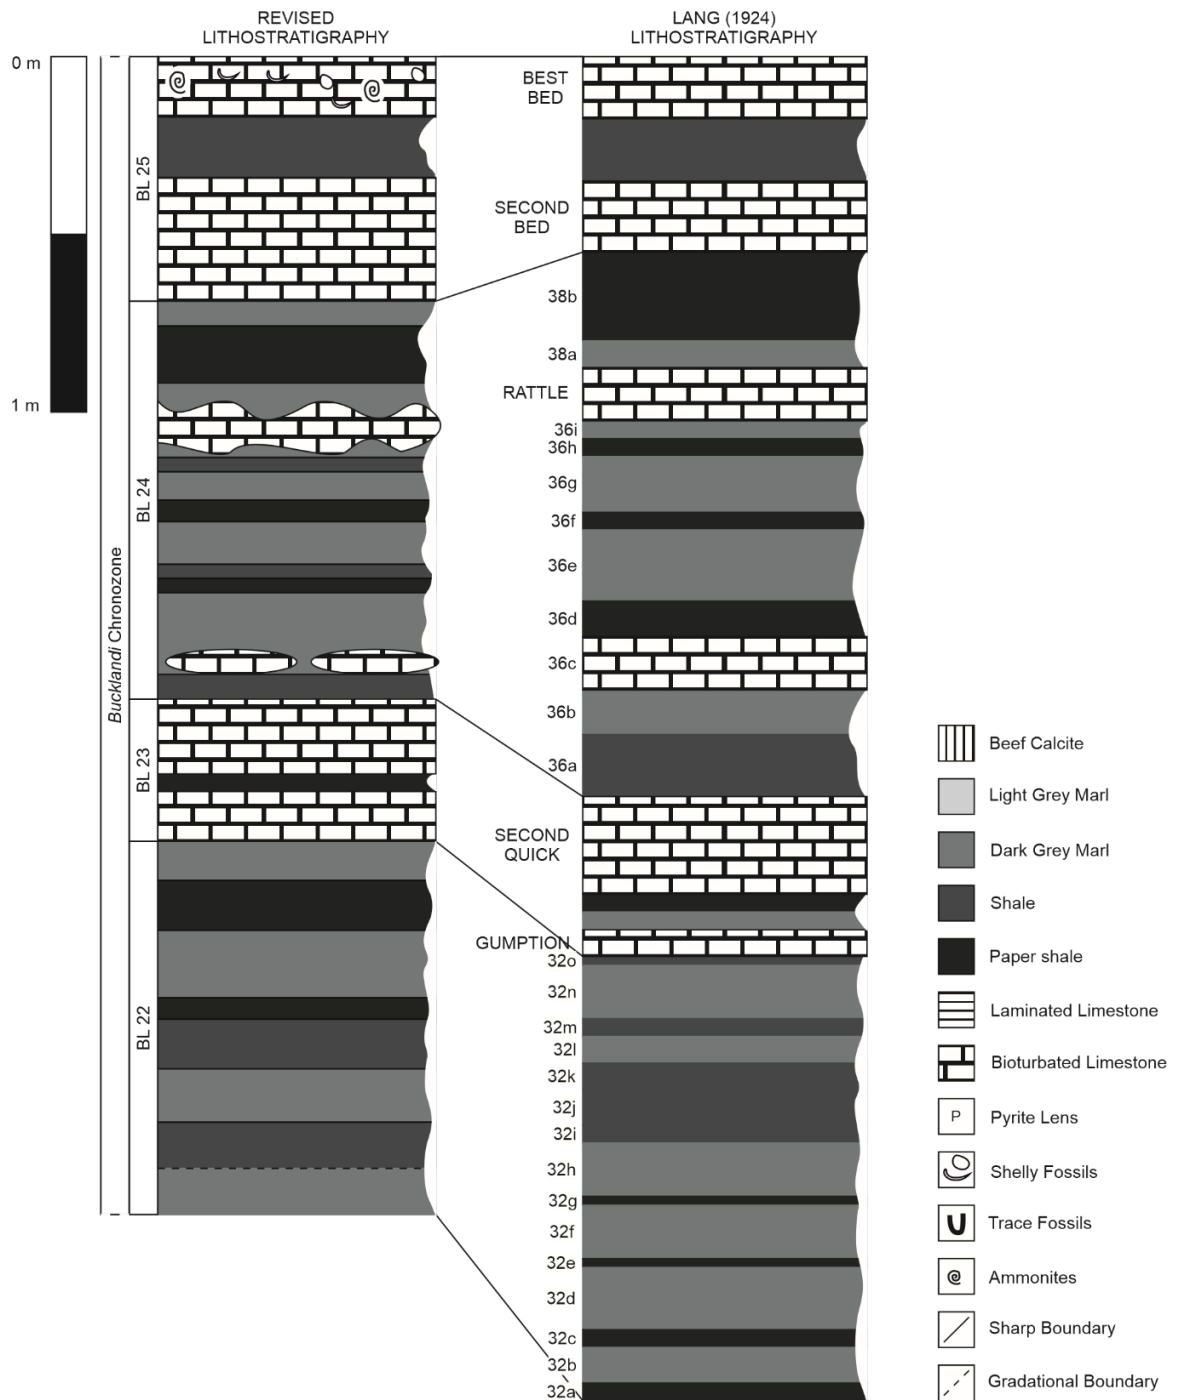 REVISED
LITHOSTRATIGRAPHY
LANG (1924)
LITHOSTRATIGRAPHY
0 m
1 m
Bucklandi Chronozone
BL 25
BL 24
BL 23
BL 22
BEST
BED
SECOND
BED
38b
38a
RATTLE
36i
36h
36g
36f
36e
36d
36c
36b
36a
SECOND
QUICK
GUMPTION
32o
32n
32m
32l
32k
32j
32i
32h
32g
32f
32e
32d
32c
32b
32a
Beef Calcite
Light Grey Marl
Dark Grey Marl
Shale
Paper shale
Laminated Limestone
Bioturbated Limestone
P
Pyrite Lens
Shelly Fossils
Trace Fossils
Ammonites
Sharp Boundary
Gradational Boundary